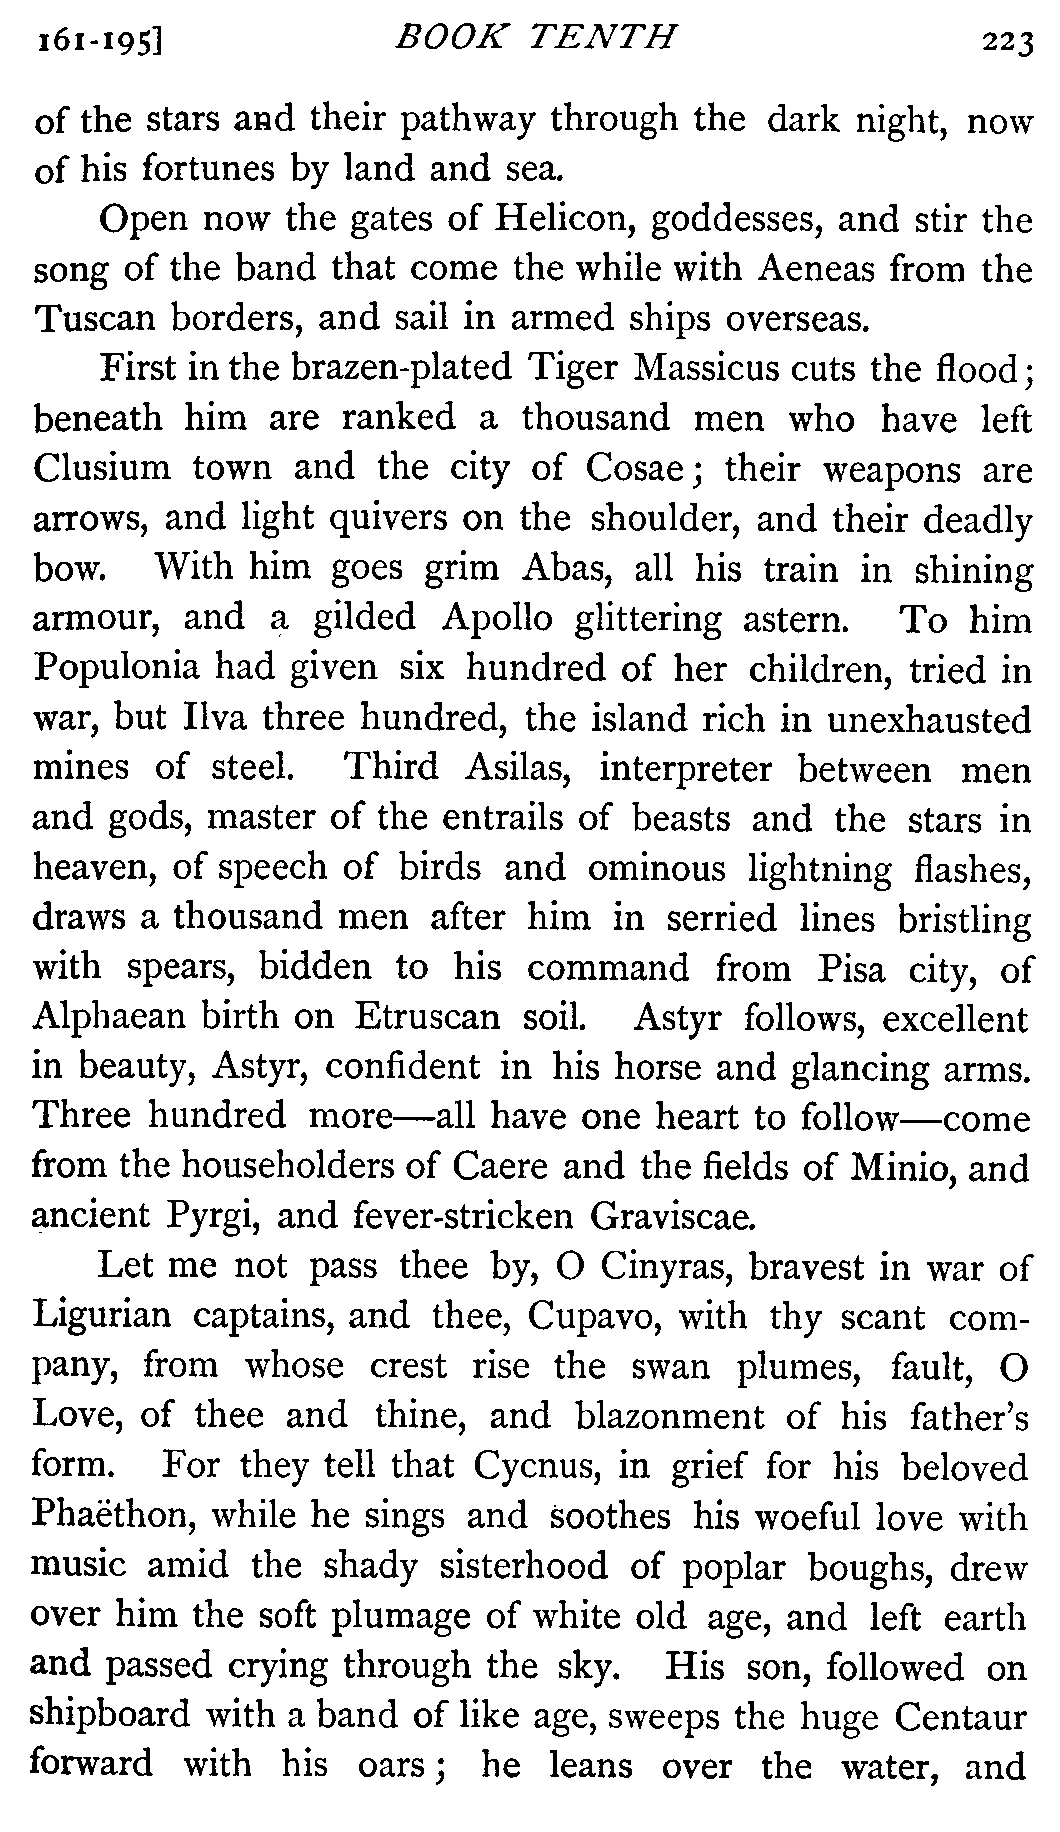 161-195] BOOK TENTH 223
of the stars and their pathway through the dark night, now
of his fortunes by land and sea.
Open now the gates of Helicon, goddesses, and stir the
song of the band that come the while with Aeneas from the
Tuscan borders, and sail in armed ships overseas.
First in the brazen-plated Tiger Massicus cuts the flood;
beneath him are ranked a thousand men who have left
Clusium town and the city of Cosae; their weapons are
arrows, and light quivers on the shoulder, and their deadly
bow. With him goes grim Abas, all his train in shining
armour, and a gilded Apollo glittering astern. To him
Populonia had given six hundred of her children, tried in
war, but Ilva three hundred, the island rich in unexhausted
mines of steel. Third Asilas, interpreter between men
and gods, master of the entrails of beasts and the stars in
heaven, of speech of birds and ominous lightning flashes,
draws a thousand men after him in serried lines bristling
with spears, bidden to his command from Pisa city, of
Alphaean birth on Etruscan soil. Astyr follows, excellent
in beauty, Astyr, confident in his horse and glancing arms.
Three hundred more—all have one heart to follow—come
from the householders of Caere and the fields of Minio, and
ancient Pyrgi, and fever-stricken Graviscae.
Let me not pass thee by, O Cinyras, bravest in war of
Ligurian captains, and thee, Cupavo, with thy scant com-
pany, from whose crest rise the swan plumes, fault, O
Love, of thee and thine, and blazonment of his father's
form. For they tell that Cycnus, in grief for his beloved
Phaëthon, while he sings and soothes his woeful love with
music amid the shady sisterhood of poplar boughs, drew
over him the soft plumage of white old age, and left earth
and passed crying through the sky. His son, followed on
shipboard with a band of like age, sweeps the huge Centaur
forward with his oars; he leans over the water, and